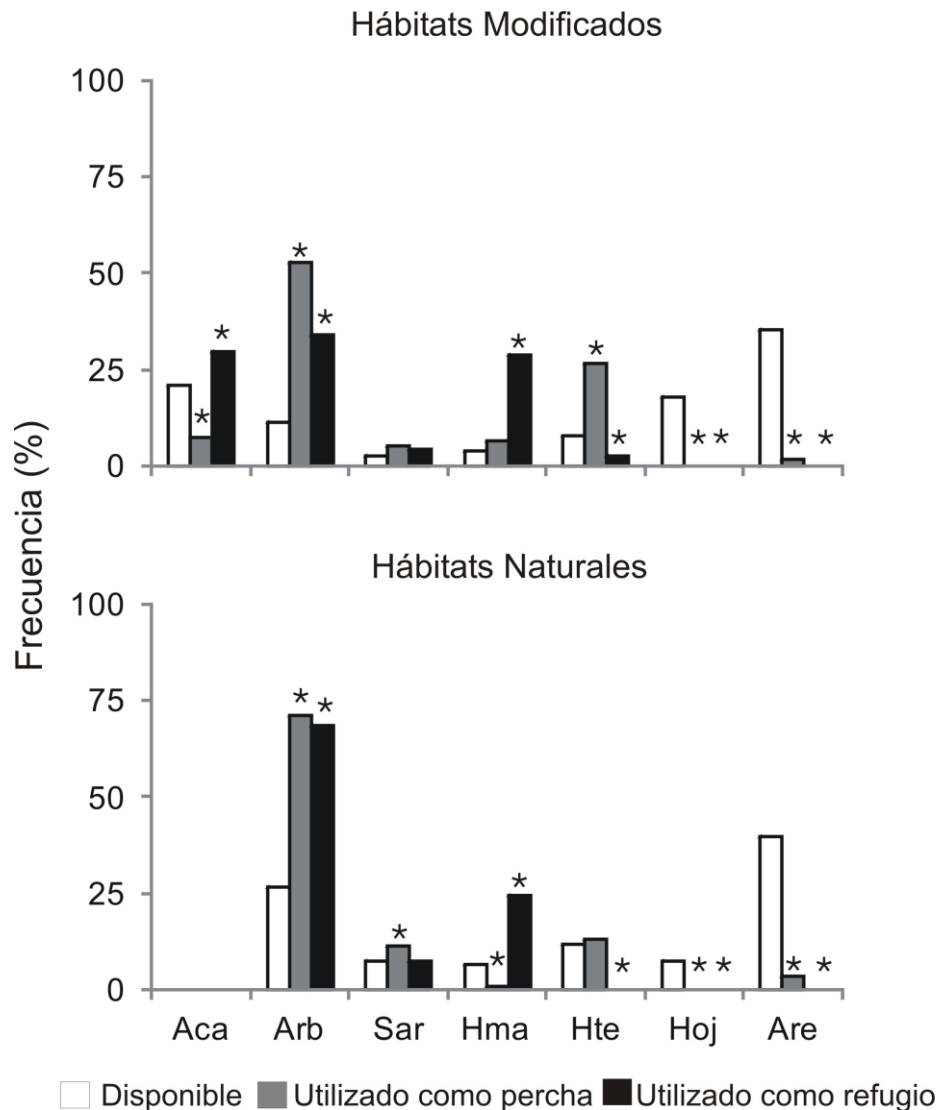 Hábitats Modificados
100
75
50
25
0
* * * * * * * * * * *
Frecuencia (%)
Hábitats Naturales
100
75
50
25
0
* * * * * * * * * *
Aca Arb Sar Hma Hte Hoj Are
Disponible Utilizado como percha Utilizado como refugio